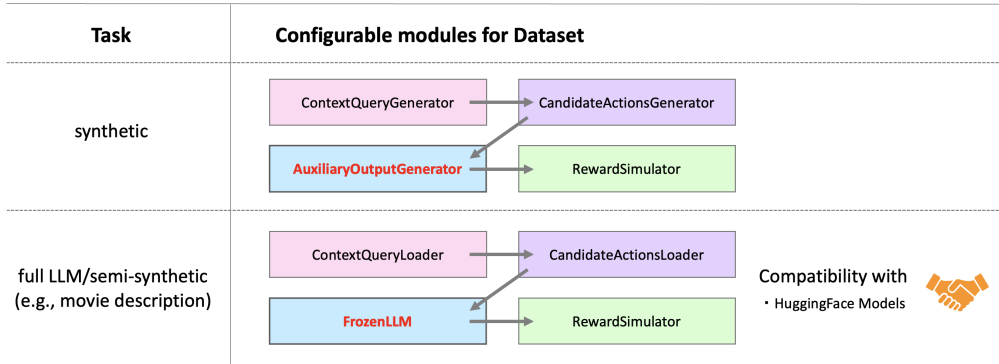 Task
Configurable modules for Dataset
synthetic
ContextQueryGenerator
CandidateActionsGenerator
AuxiliaryOutputGenerator
RewardSimulator
full LLM/semi-synthetic
(e.g., movie description)
ContextQueryLoader
CandidateActionsLoader
FrozenLLM
RewardSimulator
Compatibility with
・HuggingFace Models